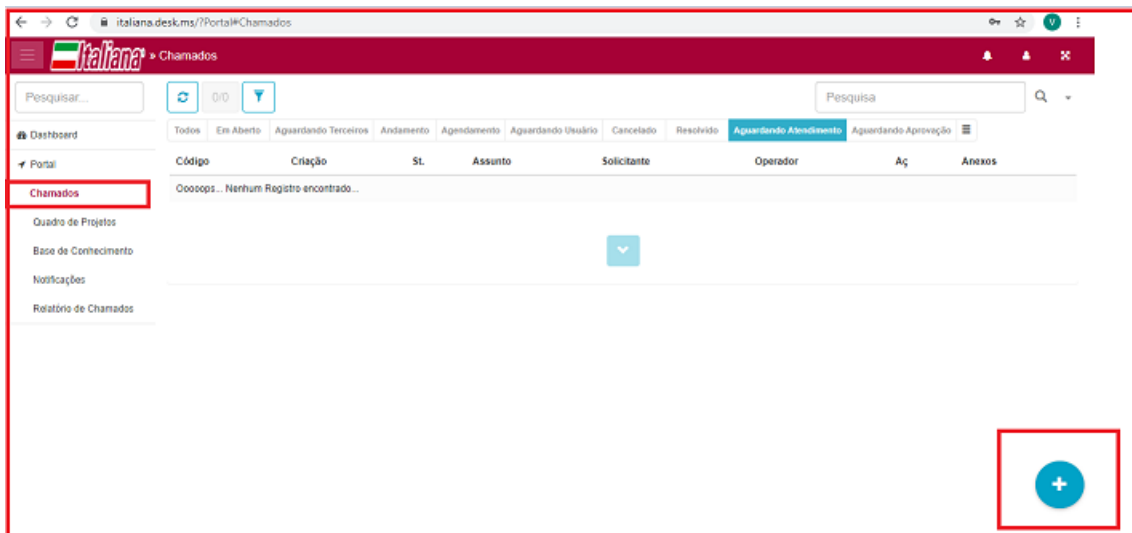 italiana.desk.ms/?Portal#Chamados
V
Italiana » Chamados
Pesquisar...
0/0
Pesquisa
Dashboard
Todos Em Aberto Aguardando Terceiros Andamento Agendamento Aguardando Usuário Cancelado Resolvido Aguardando Atendimento Aguardando Aprovação
Portal
Código Criação St. Assunto Solicitante Operador Aç Anexos
Chamados
Ooooops... Nenhum Registro encontrado...
Quadro de Projetos
Base de Conhecimento
Notificações
Relatório de Chamados